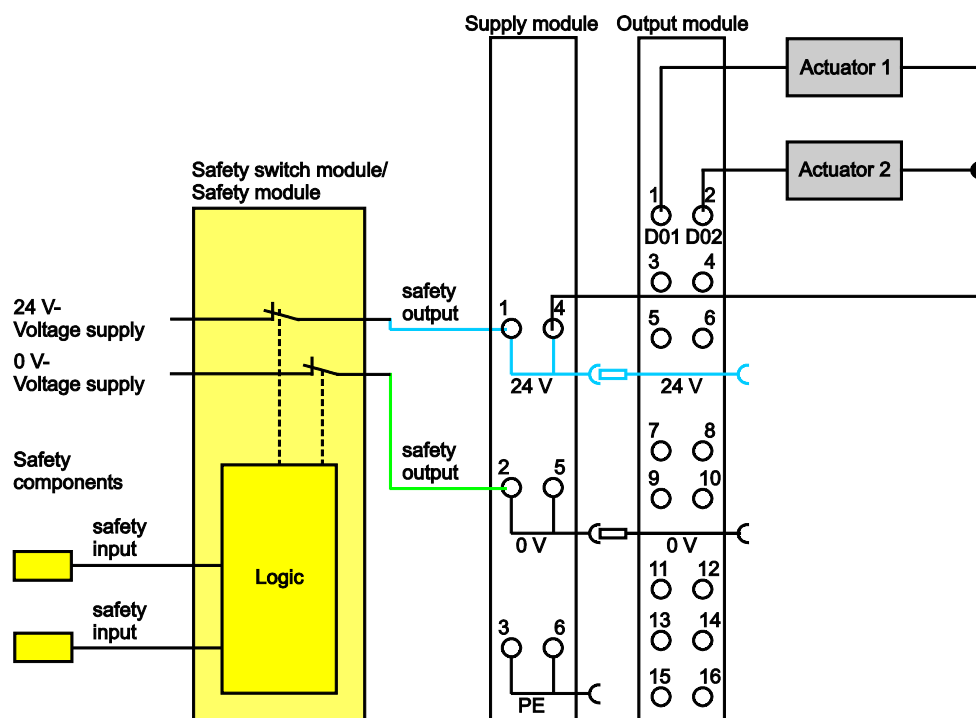 Supply module
Output module
Actuator 1
Actuator 2
Safety switch module/
Safety module
1
2
D01 D02
3
4
24 V-
Voltage supply
safety
output
1
4
5
6
0 V-
Voltage supply
24 V
24 V
7
8
Safety
components
safety
output
2
5
9
10
safety
input
0 V
0 V
Logic
11
12
safety
input
3
6
13
14
15
16
PE